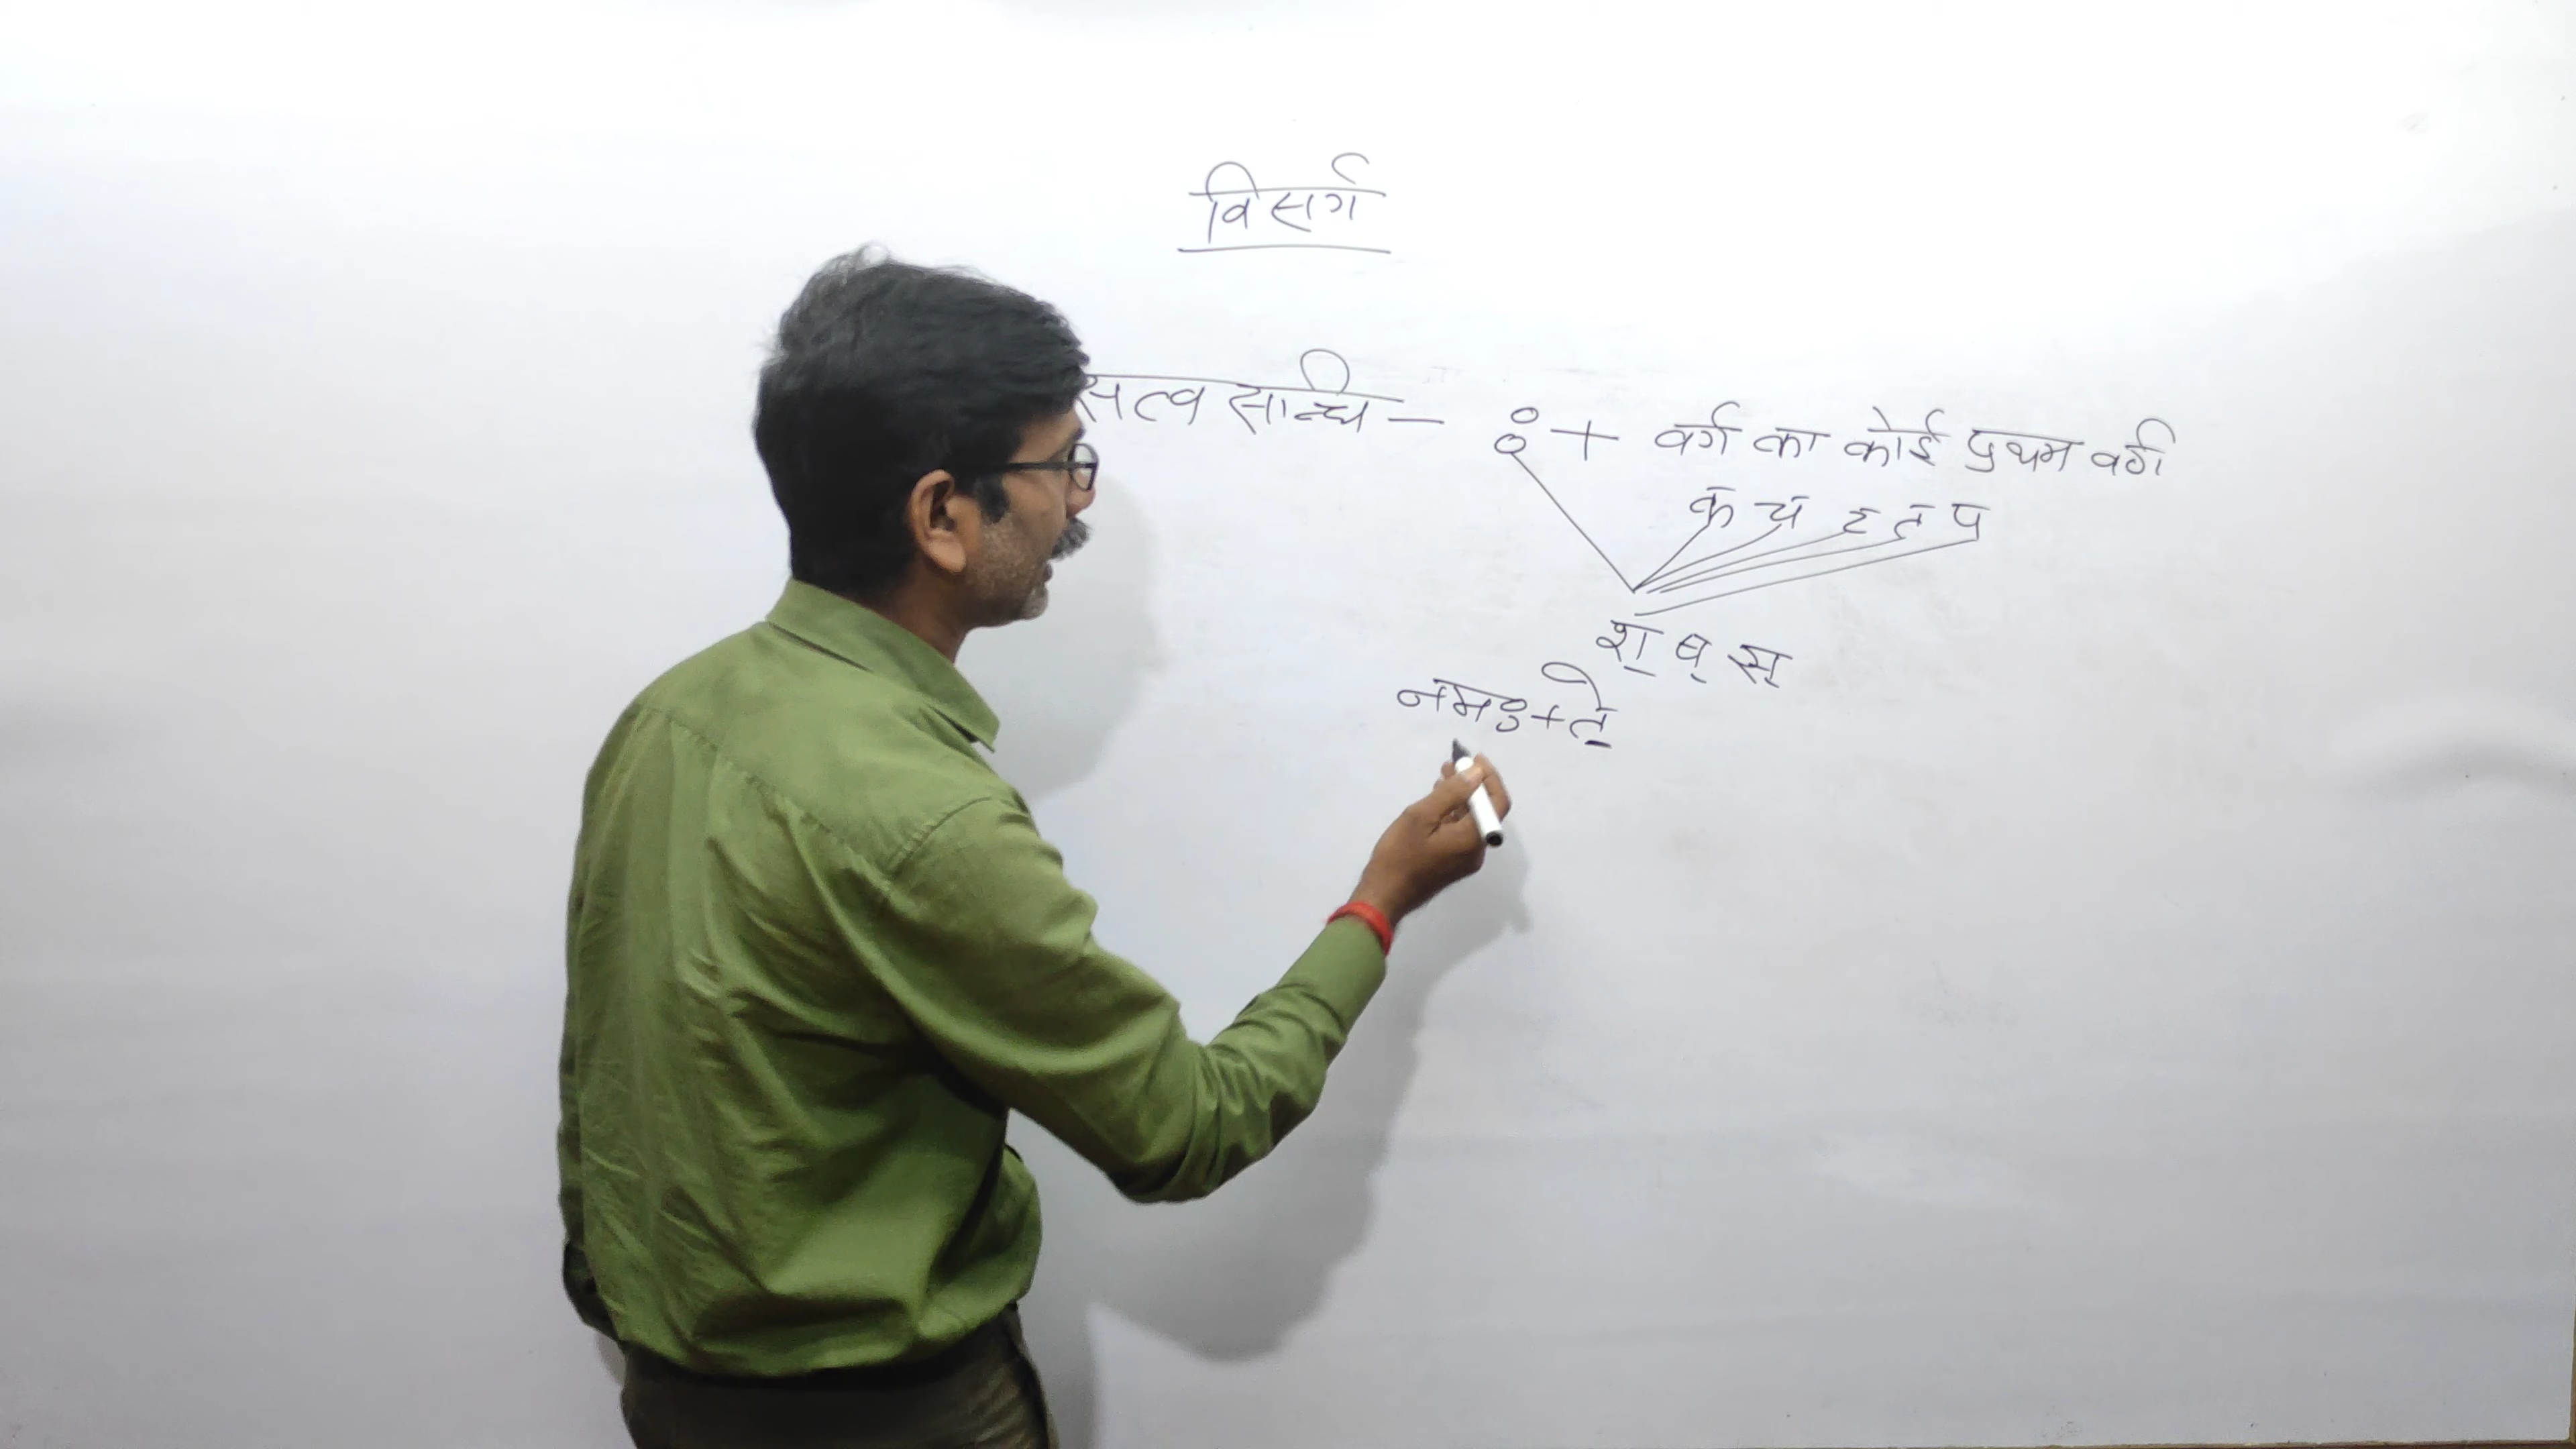 विसर्ग
सत्व सन्धि - ः + वर्ग का कोई प्रथम वर्ण
क च ट त प
श् ष् स्
नमः + ते